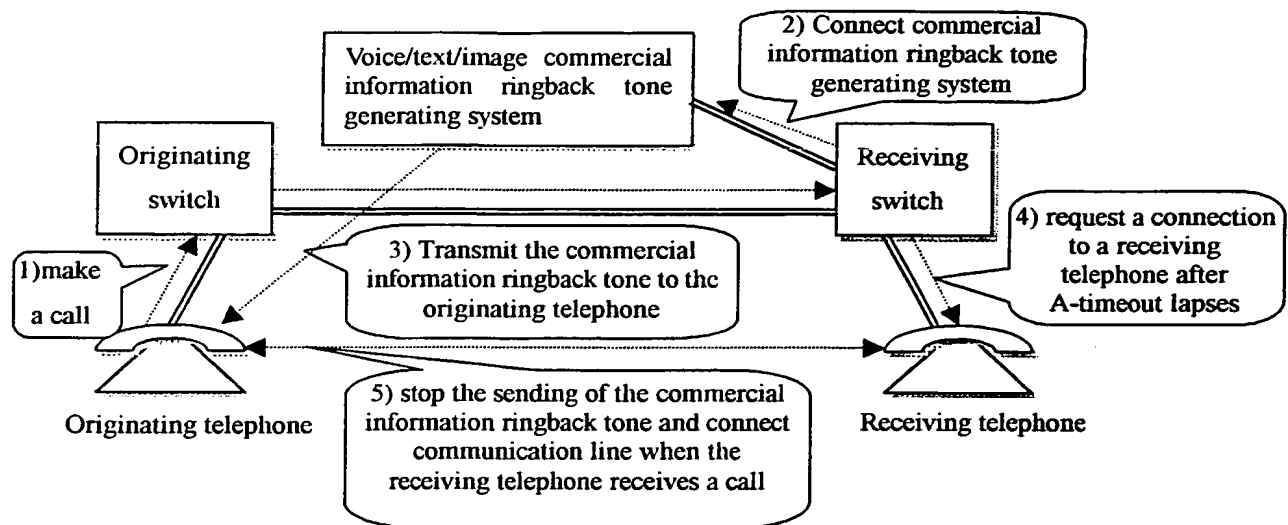 Voice/text/image commercial
information ringback tone
generating system
2) Connect commercial
information ringback tone
generating system
Originating
switch
Receiving
switch
1)make
a call
3) Transmit the commercial
information ringback tone to the
originating telephone
4) request a connection
to a receiving
telephone after
A-timeout lapses
5) stop the sending of the commercial
information ringback tone and connect
communication line when the
receiving telephone receives a call
Originating telephone
Receiving telephone